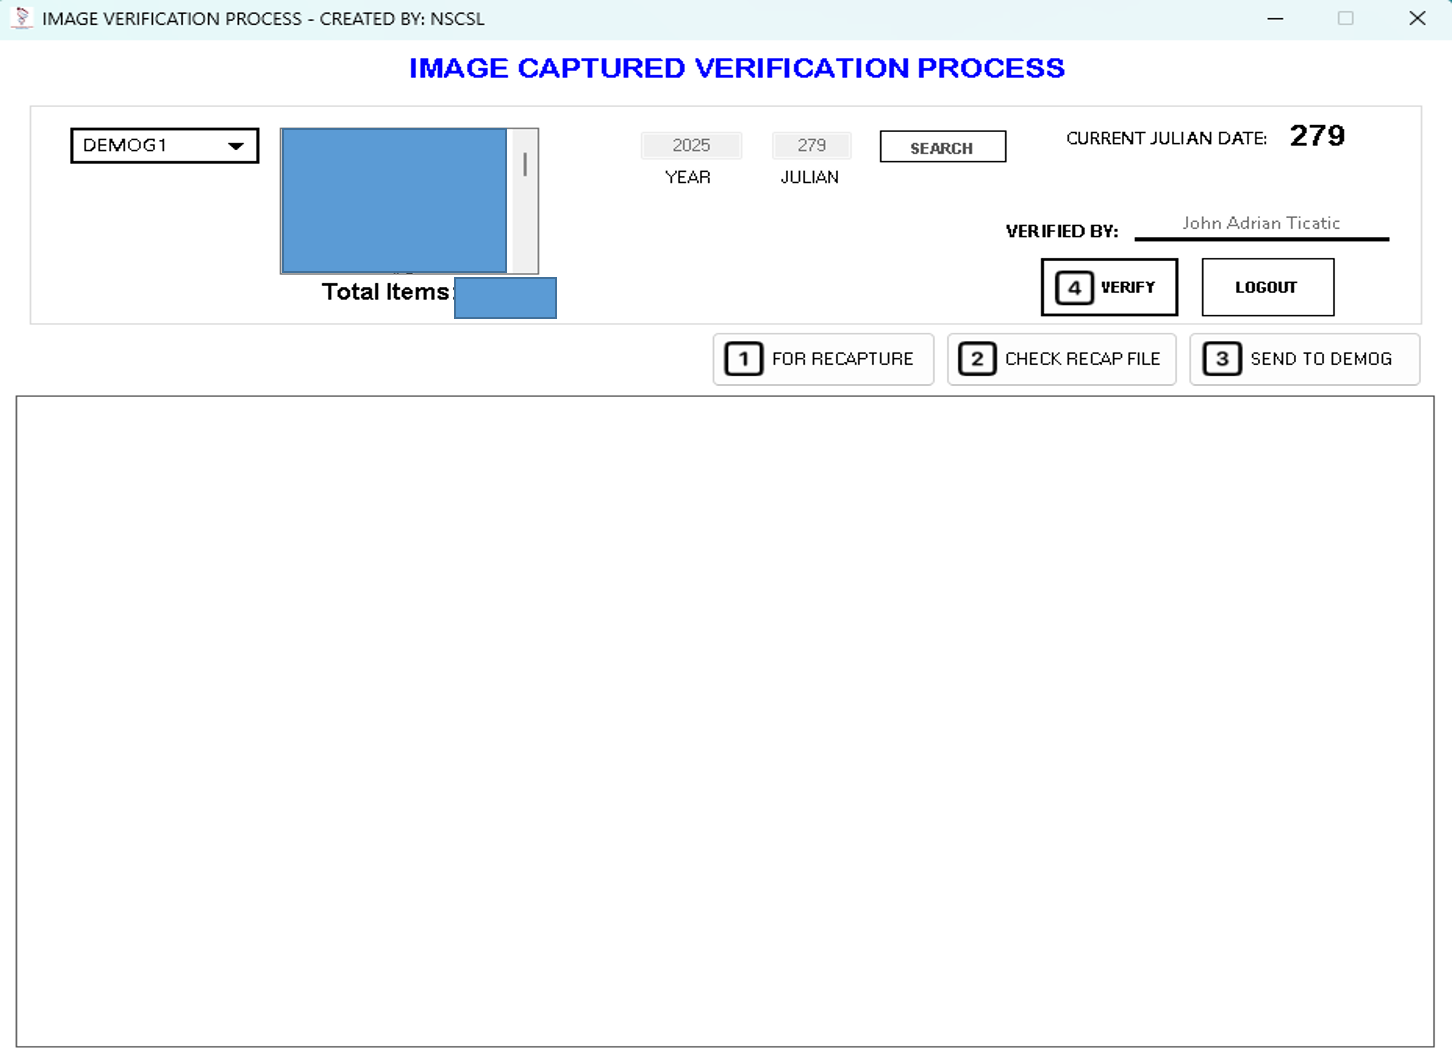 IMAGE VERIFICATION PROCESS - CREATED BY: NSCSL
IMAGE CAPTURED VERIFICATION PROCESS
DEMOG1
2025
279
SEARCH
CURRENT JULIAN DATE: 279
YEAR
JULIAN
VERIFIED BY: John Adrian Ticatic
Total Items:
4 VERIFY
LOGOUT
1 FOR RECAPTURE
2 CHECK RECAP FILE
3 SEND TO DEMOG